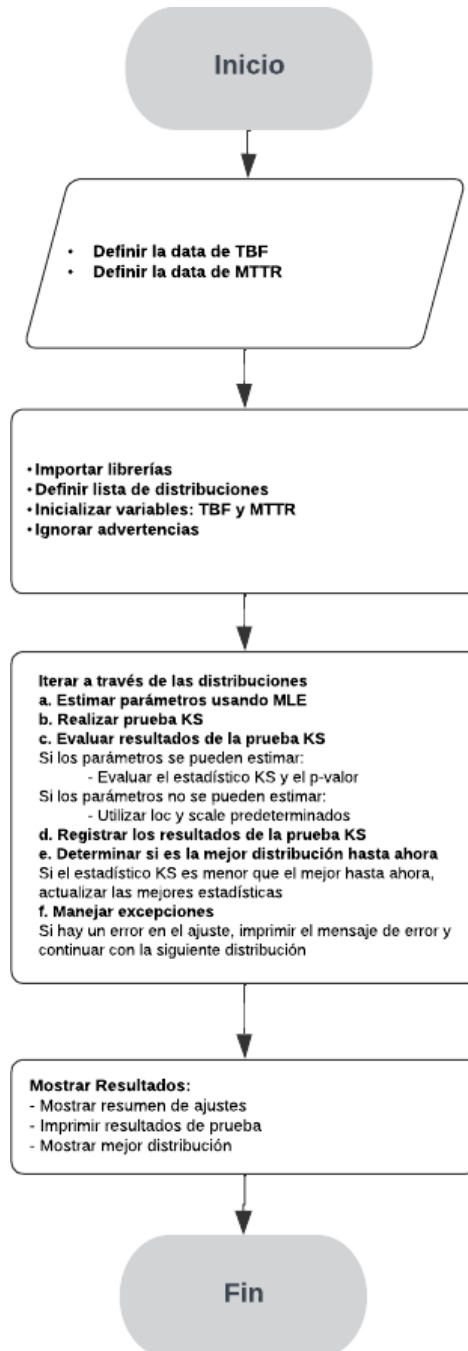 Inicio
• Definir la data de TBF
• Definir la data de MTTR
• Importar librerías
• Definir lista de distribuciones
• Inicializar variables: TBF y MTTR
• Ignorar advertencias
Iterar a través de las distribuciones
a. Estimar parámetros usando MLE
b. Realizar prueba KS
c. Evaluar resultados de la prueba KS
Si los parámetros se pueden estimar:
- Evaluar el estadístico KS y el p-valor
Si los parámetros no se pueden estimar:
- Utilizar loc y scale predeterminados
d. Registrar los resultados de la prueba KS
e. Determinar si es la mejor distribución hasta ahora
Si el estadístico KS es menor que el mejor hasta ahora,
actualizar las mejores estadísticas
f. Manejar excepciones
Si hay un error en el ajuste, imprimir el mensaje de error y
continuar con la siguiente distribución
Mostrar Resultados:
- Mostrar resumen de ajustes
- Imprimir resultados de prueba
- Mostrar mejor distribución
Fin